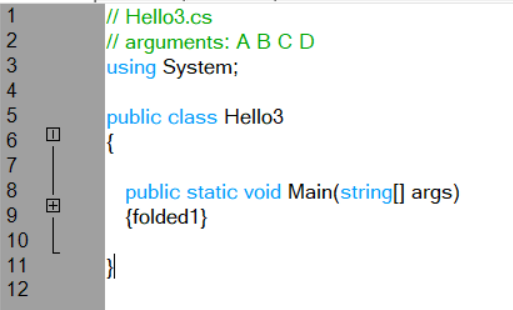 1 // Hello3.cs
2 // arguments: A B C D
3 using System;
4
5 public class Hello3
6 {
7
8 public static void Main(string[] args)
9 {folded1}
10
11 }
12